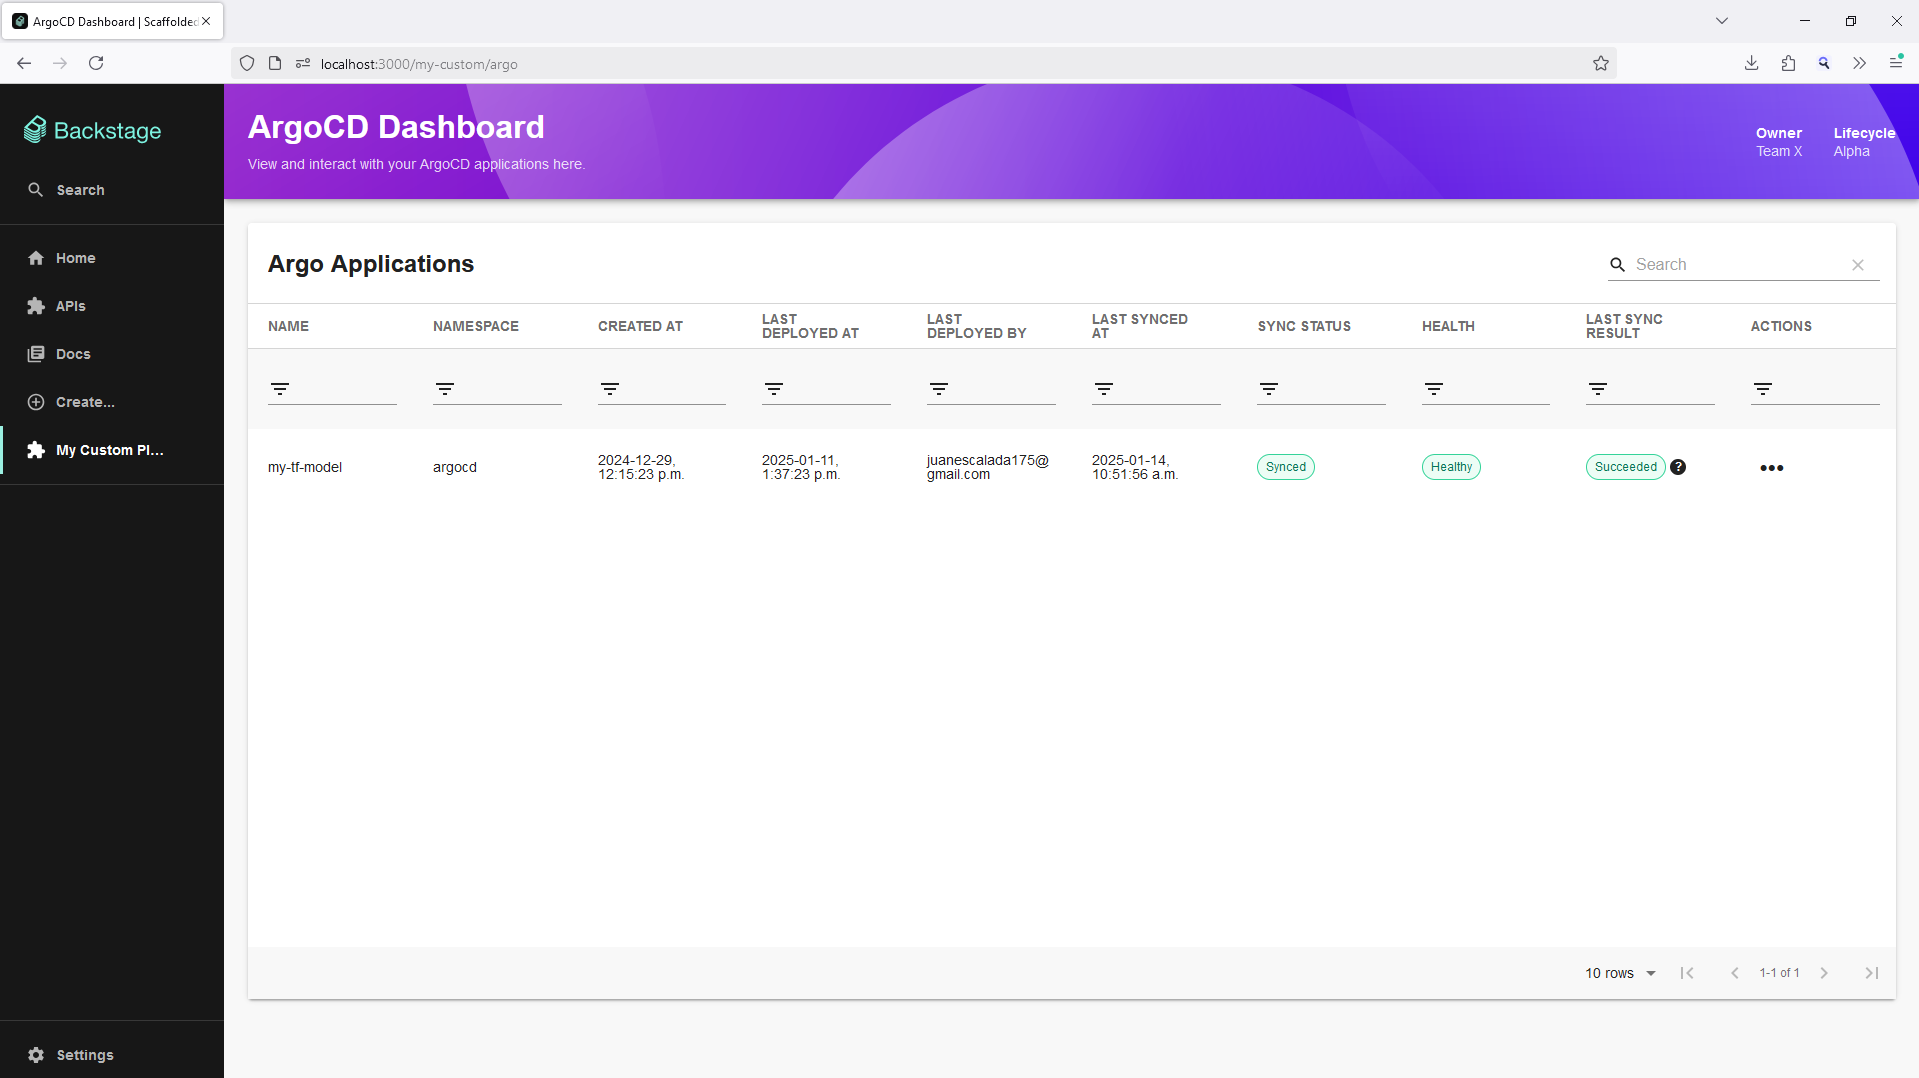 ArgoCD Dashboard | Scaffolded
localhost:3000/my-custom/argo
Backstage
Search
Home
APIs
Docs
Create...
My Custom Pl...
Settings
ArgoCD Dashboard
View and interact with your ArgoCD applications here.
Owner
Team X
Lifecycle
Alpha
Argo Applications
Search
NAME
NAMESPACE
CREATED AT
LAST
DEPLOYED AT
LAST
DEPLOYED BY
LAST SYNCED
AT
SYNC STATUS
HEALTH
LAST SYNC
RESULT
ACTIONS
my-tf-model
argocd
2024-12-29,
12:15:23 p.m.
2025-01-11,
1:37:23 p.m.
juanescalada175@
gmail.com
2025-01-14,
10:51:56 a.m.
Synced
Healthy
Succeeded
10 rows
1-1 of 1